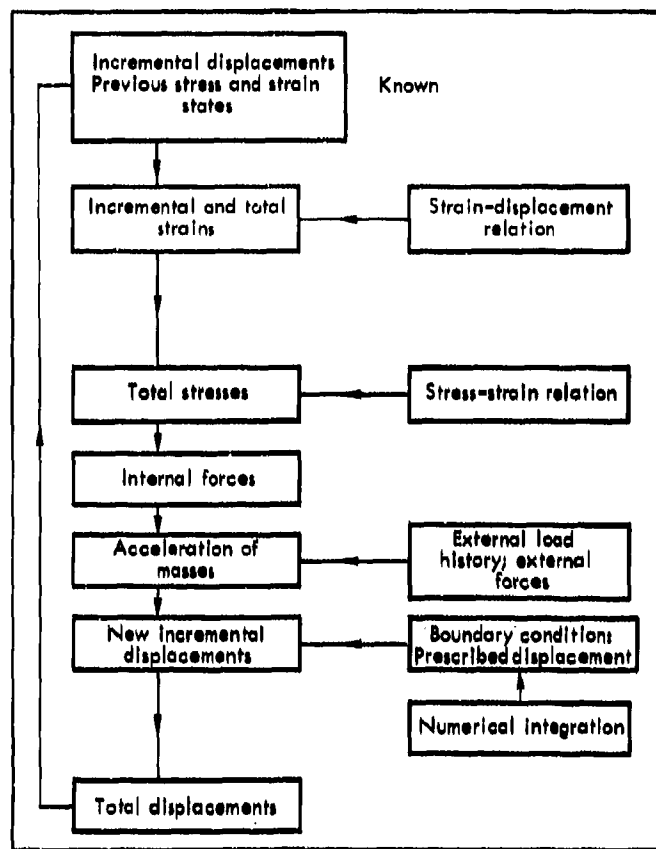 Incremental displacements
Previous stress and strain
states
Known
Incremental and total
strains
Strain-displacement
relation
Total stresses
Stress-strain relation
Internal forces
Acceleration of
masses
External load
history; external
forces
New incremental
displacements
Boundary conditions
Prescribed displacement
Numerical integration
Total displacements